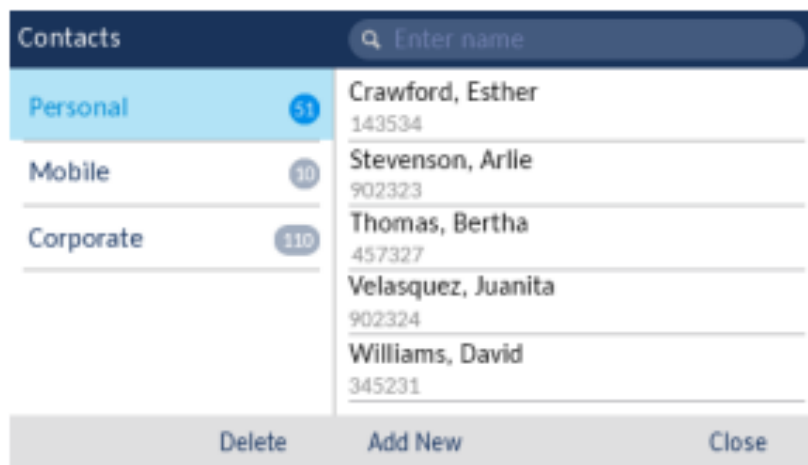 Contacts
Enter name
Personal 51
Mobile 10
Corporate 110
Crawford, Esther
143534
Stevenson, Arlie
902323
Thomas, Bertha
457327
Velasquez, Juanita
902324
Williams, David
345231
Delete Add New Close